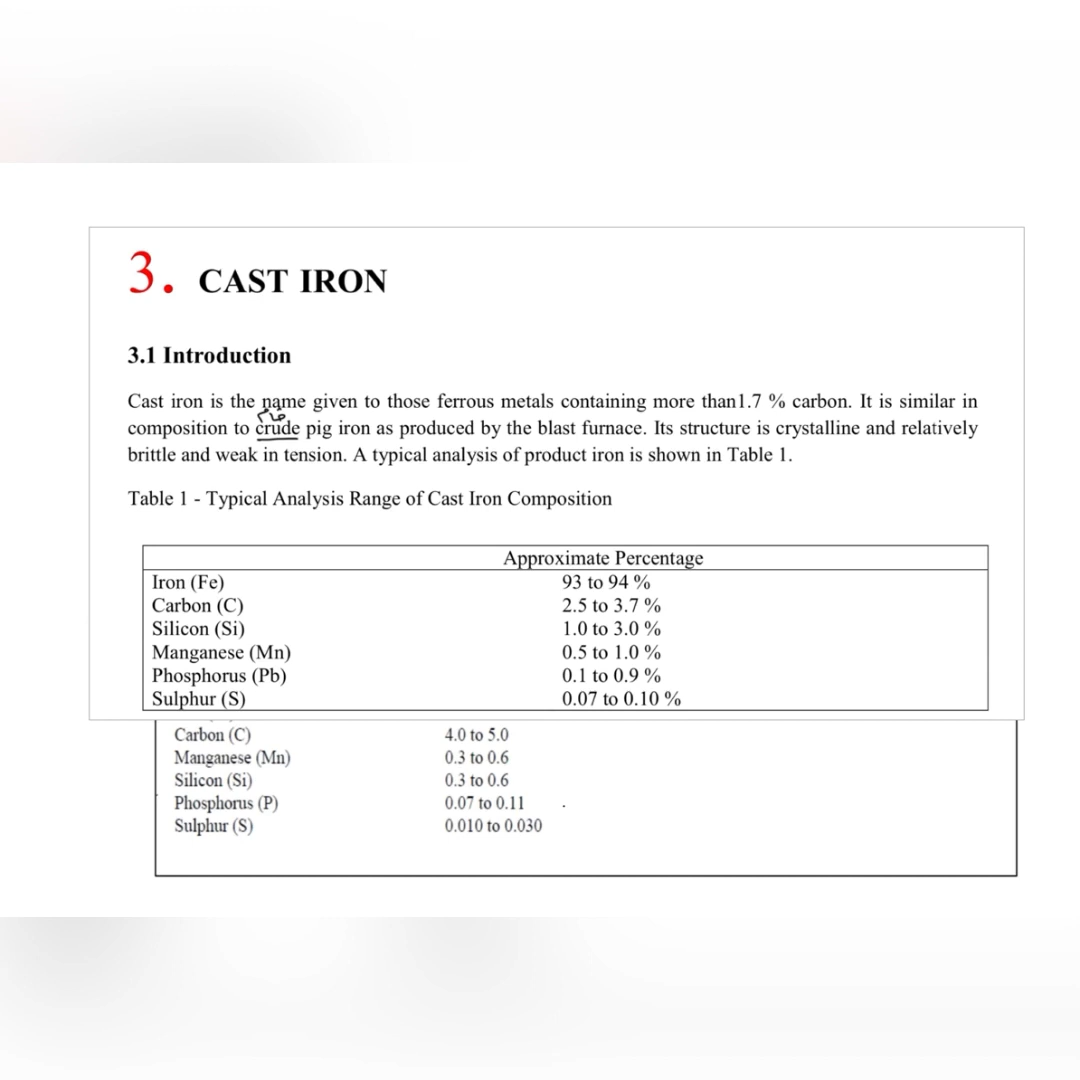 3. CAST IRON
3.1 Introduction
Cast iron is the name given to those ferrous metals containing more than1.7 % carbon. It is similar in
خام
composition to crude pig iron as produced by the blast furnace. Its structure is crystalline and relatively
brittle and weak in tension. A typical analysis of product iron is shown in Table 1.
Table 1 - Typical Analysis Range of Cast Iron Composition
Approximate Percentage
Iron (Fe) 93 to 94 %
Carbon (C) 2.5 to 3.7 %
Silicon (Si) 1.0 to 3.0 %
Manganese (Mn) 0.5 to 1.0 %
Phosphorus (Pb) 0.1 to 0.9 %
Sulphur (S) 0.07 to 0.10 %
Carbon (C) 4.0 to 5.0
Manganese (Mn) 0.3 to 0.6
Silicon (Si) 0.3 to 0.6
Phosphorus (P) 0.07 to 0.11
Sulphur (S) 0.010 to 0.030